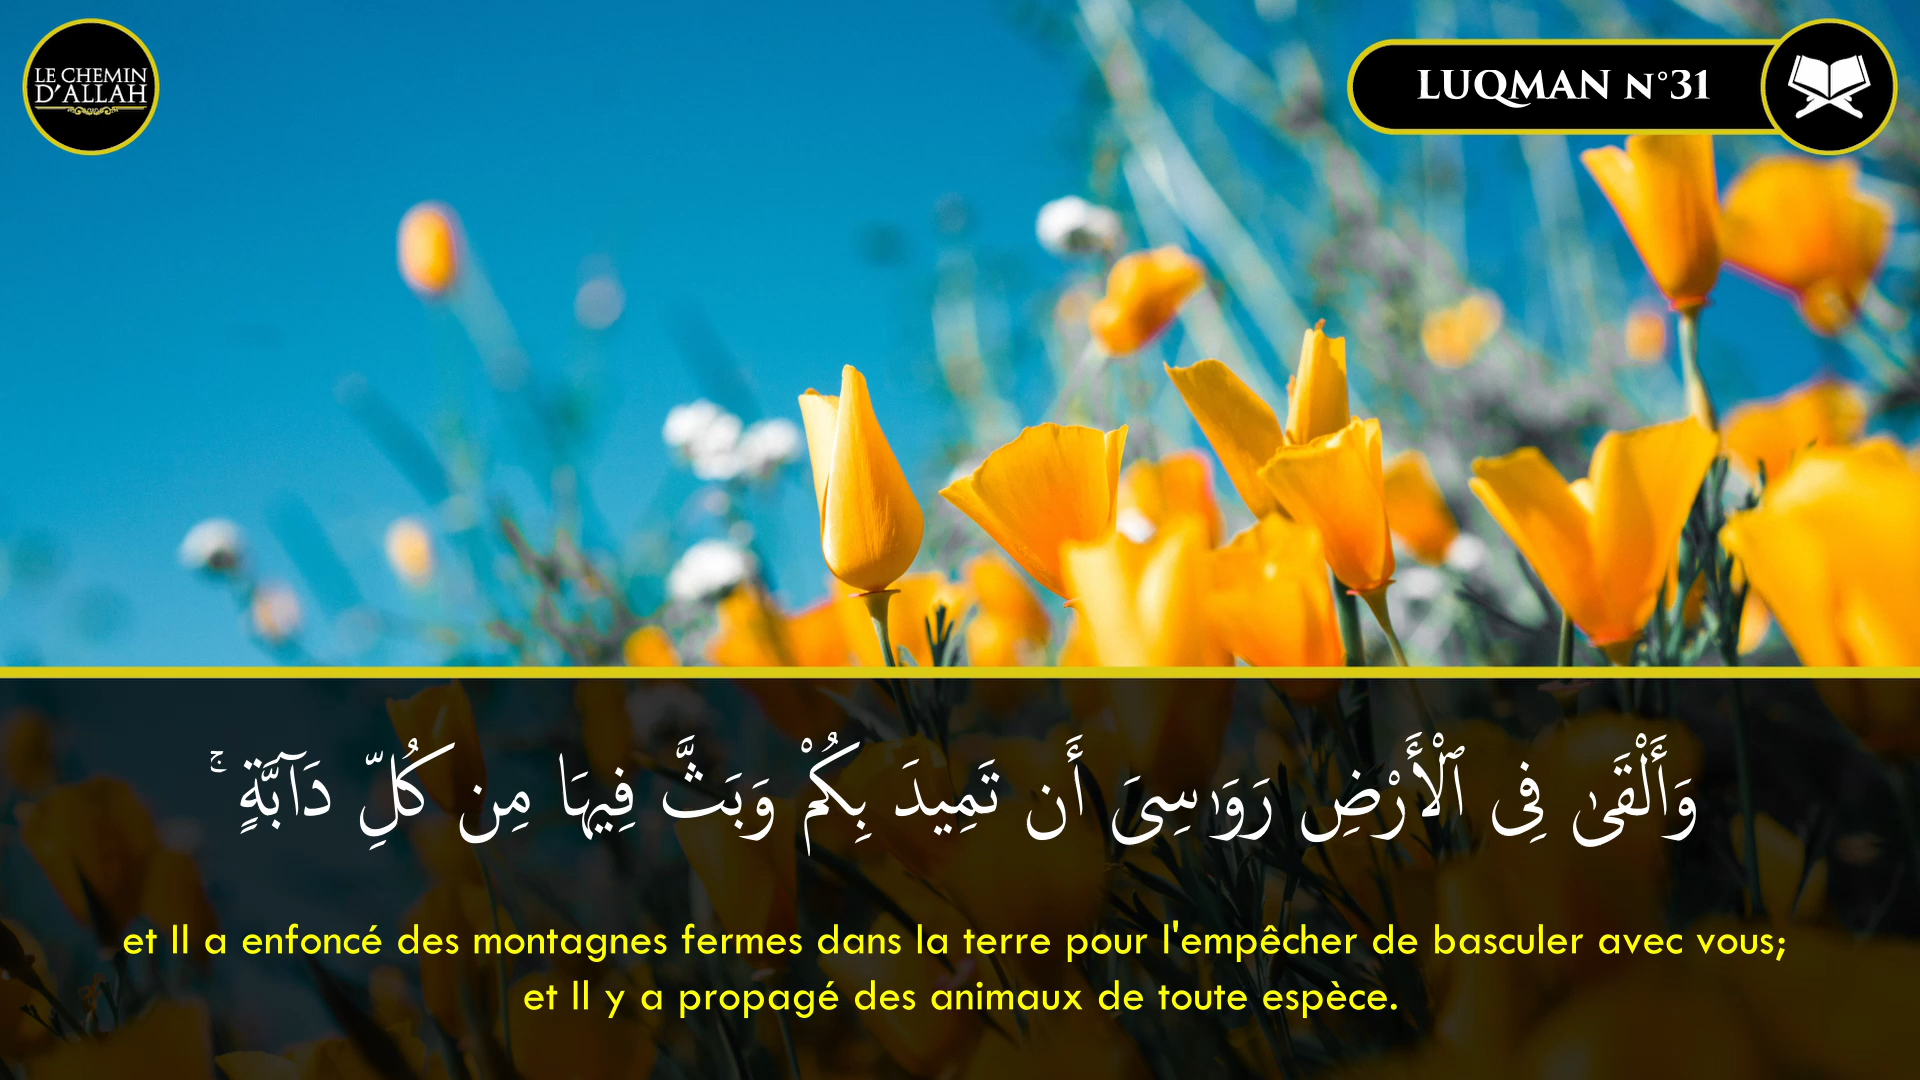 LE CHEMIN
D'ALLAH
LUQMAN N°31
وَأَلْقَىٰ فِى ٱلْأَرْضِ رَوَٰسِىَ أَن تَمِيدَ بِكُمْ وَبَثَّ فِيهَا مِن كُلِّ دَآبَّةٍ ۚ
et Il a enfoncé des montagnes fermes dans la terre pour l'empêcher de basculer avec vous;
et Il y a propagé des animaux de toute espèce.